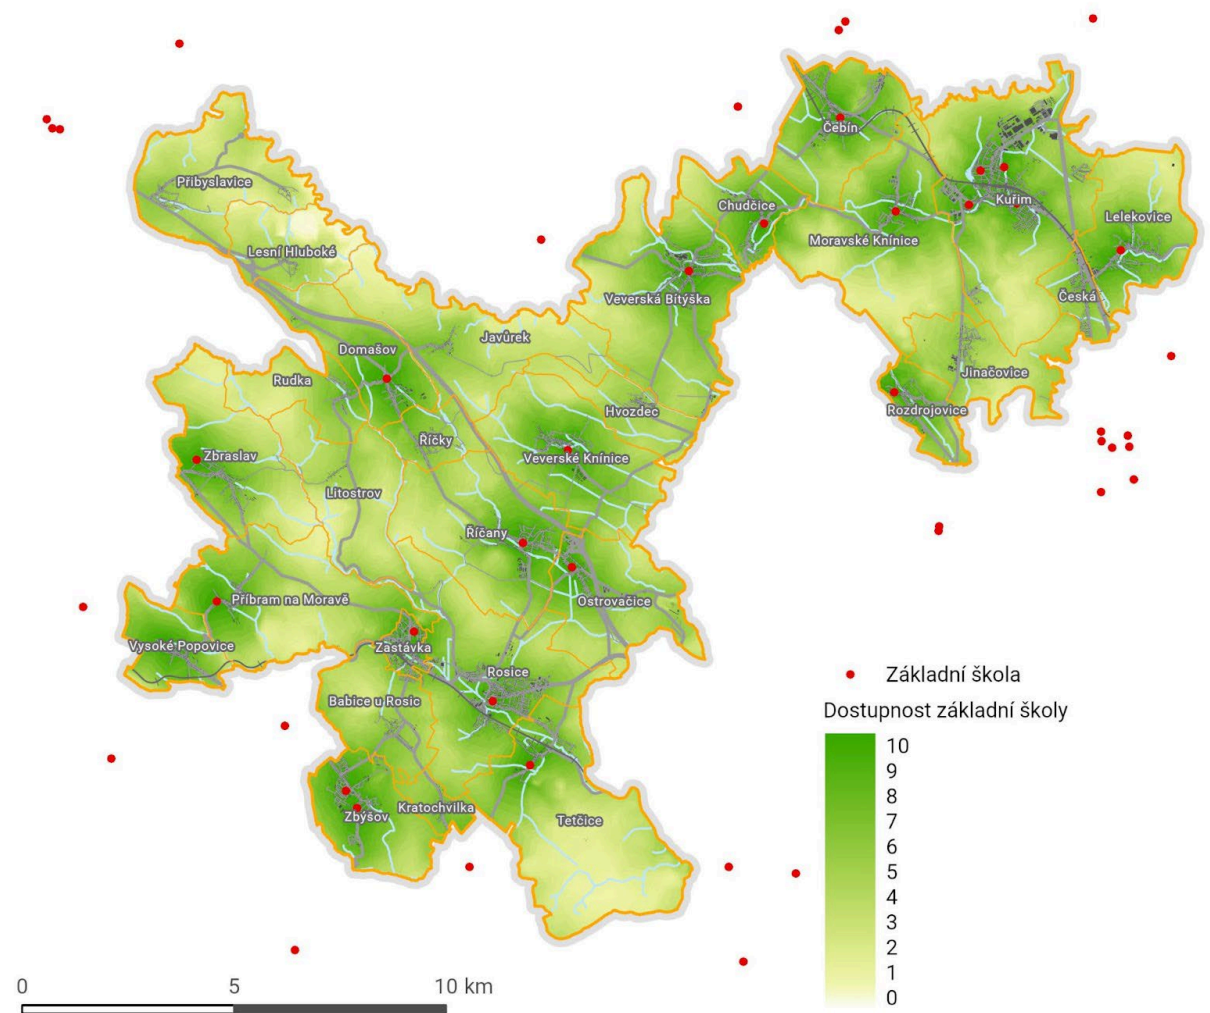 Čebín
Přibyslavice
Chudčice
Kuřim
Lelekovice
Moravské Knínice
Lesní Hluboké
Veverská Bítýška
Česká
Javůrek
Domašov
Jinačovice
Rudka
Hvozdec
Rozdrojovice
Říčky
Zbraslav
Veverské Knínice
Litostrov
Říčany
Příbram na Moravě
Ostrovačice
Vysoké Popovice
Zastávka
Rosice
Základní škola
Babice u Rosic
Dostupnost základní školy
10
9
8
7
6
5
4
3
2
1
0
Kratochvilka
Zbýšov
Tetčice
0 5 10 km